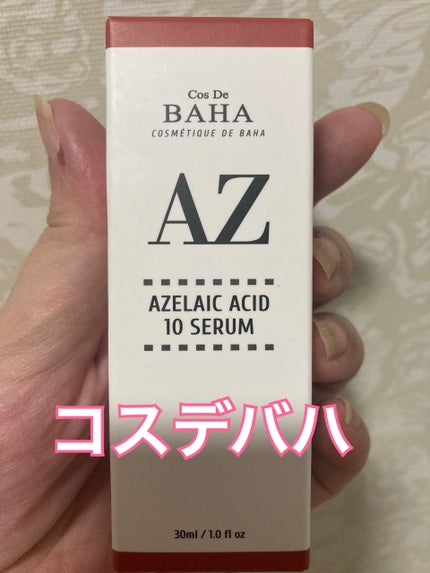 Cos De
BAHA
COSMÉTIQUE DE BAHA
AZ
AZELAIC ACID
10 SERUM
コスデバハ
30ml / 1.0 fl oz